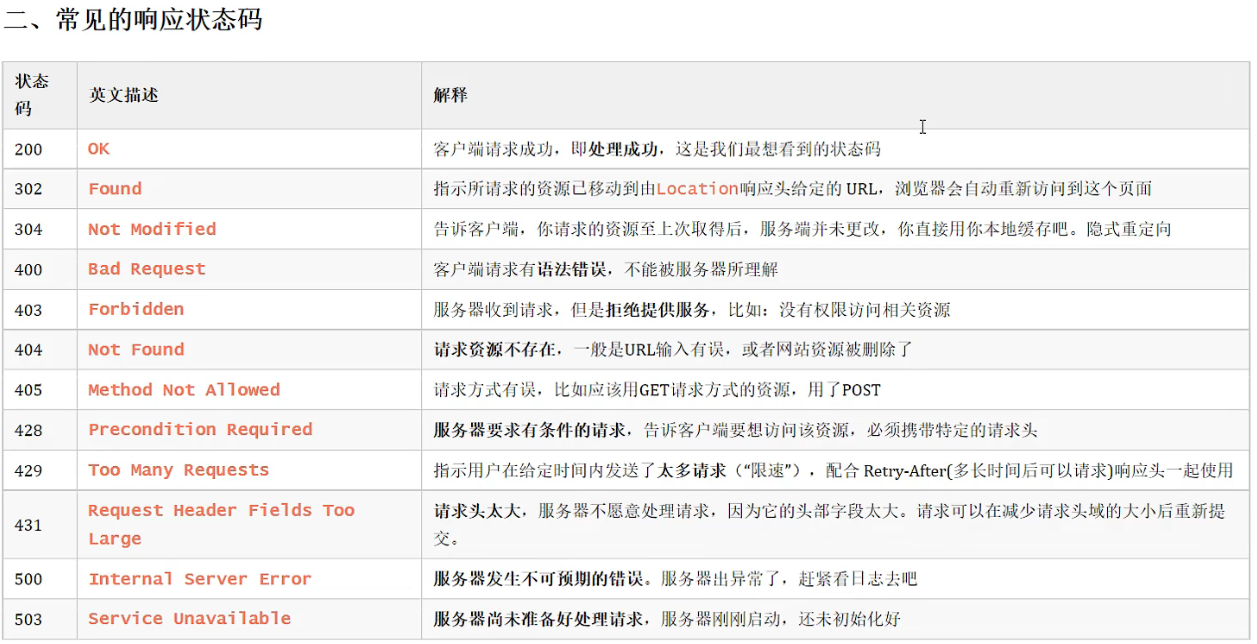 二、常见的响应状态码
状态
码
英文描述
解释
200 OK 客户端请求成功，即处理成功，这是我们最想看到的状态码
302 Found 指示所请求的资源已移动到由Location响应头给定的 URL，浏览器会自动重新访问到这个页面
304 Not Modified 告诉客户端，你请求的资源至上次取得后，服务端并未更改，你直接用你本地缓存吧。隐式重定向
400 Bad Request 客户端请求有语法错误，不能被服务器所理解
403 Forbidden 服务器收到请求，但是拒绝提供服务，比如：没有权限访问相关资源
404 Not Found 请求资源不存在，一般是URL输入有误，或者网站资源被删除了
405 Method Not Allowed 请求方式有误，比如应该用GET请求方式的资源，用了POST
428 Precondition Required 服务器要求有条件的请求，告诉客户端要想访问该资源，必须携带特定的请求头
429 Too Many Requests 指示用户在给定时间内发送了太多请求（“限速”），配合 Retry-After(多长时间后可以请求)响应头一起使用
431
Request Header Fields Too
Large
请求头太大，服务器不愿意处理请求，因为它的头部字段太大。请求可以在减少请求头域的大小后重新提
交。
500 Internal Server Error 服务器发生不可预期的错误。服务器出异常了，赶紧看日志去吧
503 Service Unavailable 服务器尚未准备好处理请求，服务器刚刚启动，还未初始化好